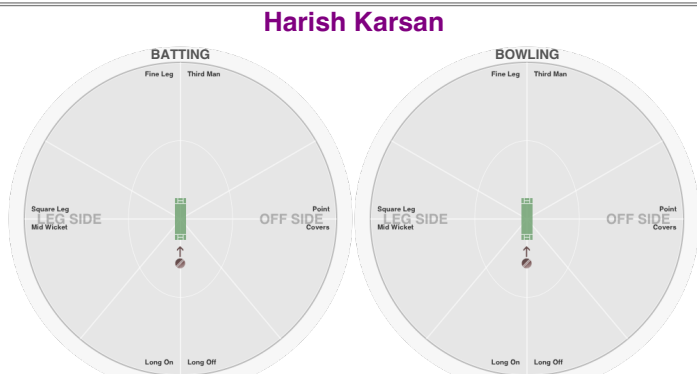 Harish Karsan
BATTING
Fine Leg Third Man
Square Leg Point
LEG SIDE OFF SIDE
Mid Wicket Covers
Long On Long Off
BOWLING
Fine Leg Third Man
Square Leg Point
LEG SIDE OFF SIDE
Mid Wicket Covers
Long On Long Off